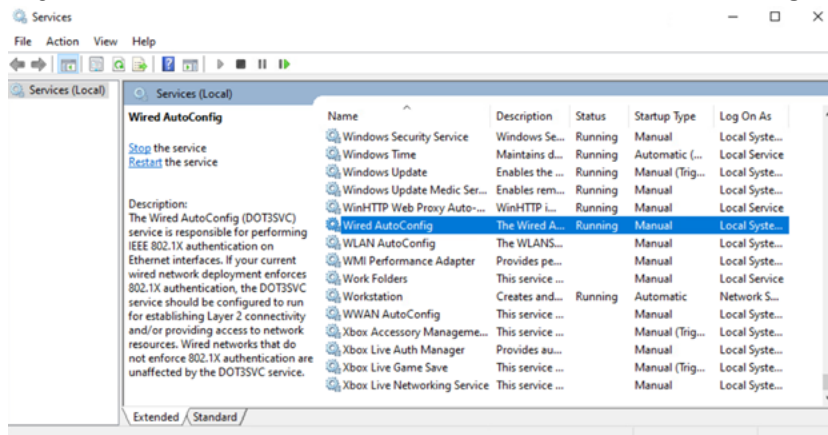 Services
File Action View Help
Services (Local)
Services (Local)
Wired AutoConfig
Stop the service
Restart the service
Description:
The Wired AutoConfig (DOT3SVC)
service is responsible for performing
IEEE 802.1X authentication on
Ethernet interfaces. If your current
wired network deployment enforces
802.1X authentication, the DOT3SVC
service should be configured to run
for establishing Layer 2 connectivity
and/or providing access to network
resources. Wired networks that do
not enforce 802.1X authentication are
unaffected by the DOT3SVC service.
Name Description Status Startup Type Log On As
Windows Security Service Windows Se... Running Manual Local Syste...
Windows Time Maintains d... Running Automatic (... Local Service
Windows Update Enables the ... Running Manual (Trig... Local Syste...
Windows Update Medic Ser... Enables rem... Running Manual Local Syste...
WinHTTP Web Proxy Auto-... WinHTTP i... Running Manual Local Service
Wired AutoConfig The Wired A... Running Manual Local Syste...
WLAN AutoConfig The WLANS... Manual Local Syste...
WMI Performance Adapter Provides pe... Manual Local Syste...
Work Folders This service ... Manual Local Service
Workstation Creates and... Running Automatic Network S...
WWAN AutoConfig This service ... Manual Local Syste...
Xbox Accessory Manageme... This service ... Manual (Trig... Local Syste...
Xbox Live Auth Manager Provides au... Manual Local Syste...
Xbox Live Game Save This service ... Manual (Trig... Local Syste...
Xbox Live Networking Service This service ... Manual Local Syste...
Extended Standard